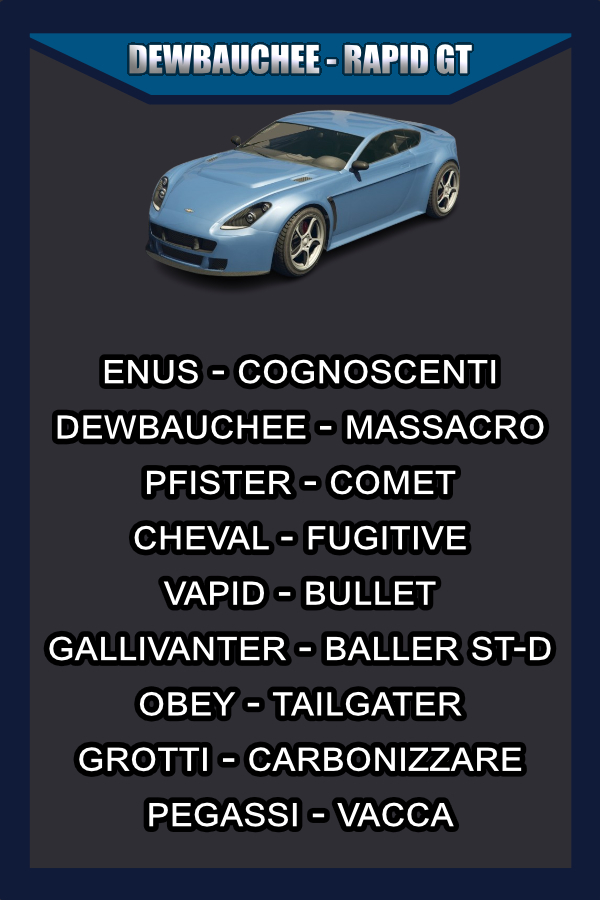 DEWBAUCHEE - RAPID GT
ENUS - COGNOSCENTI
DEWBAUCHEE - MASSACRO
PFISTER - COMET
CHEVAL - FUGITIVE
VAPID - BULLET
GALLIVANTER - BALLER ST-D
OBEY - TAILGATER
GROTTI - CARBONIZZARE
PEGASSI - VACCA